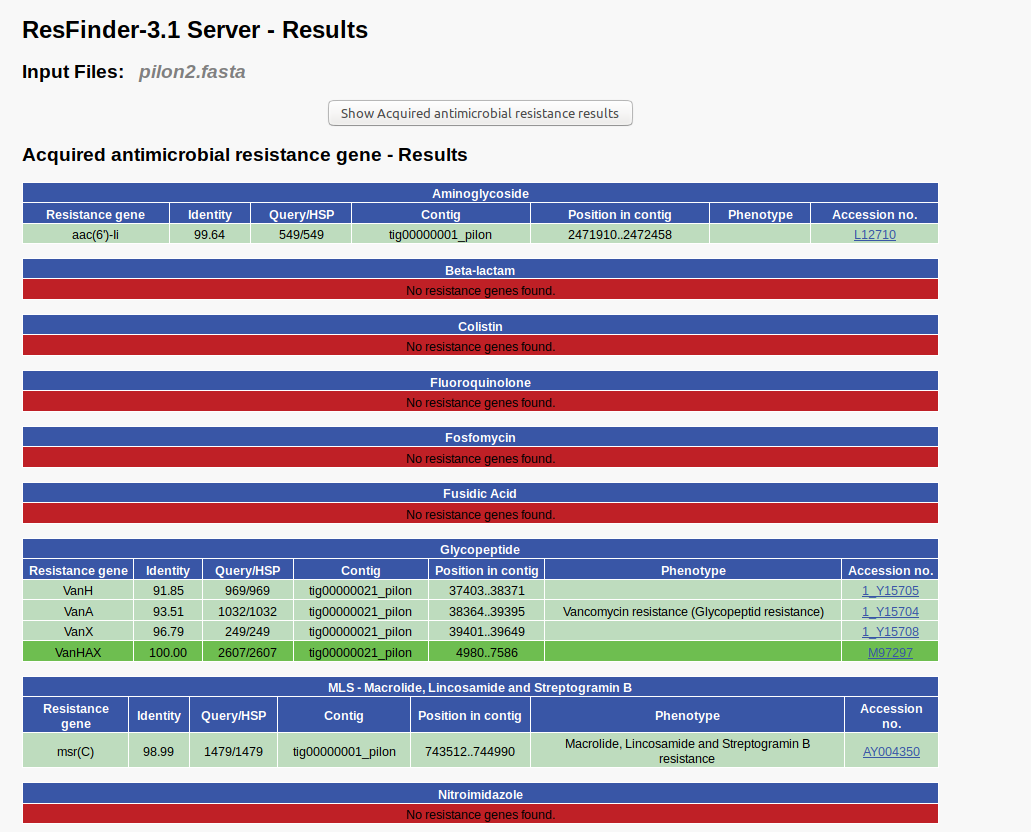 ResFinder-3.1 Server - Results
Input Files: pilon2.fasta
Show Acquired antimicrobial resistance results
Acquired antimicrobial resistance gene - Results
Aminoglycoside
Resistance gene Identity Query/HSP Contig Position in contig Phenotype Accession no.
aac(6')-Ii 99.64 549/549 tig00000001_pilon 2471910..2472458 L12710
Beta-lactam
No resistance genes found.
Colistin
No resistance genes found.
Fluoroquinolone
No resistance genes found.
Fosfomycin
No resistance genes found.
Fusidic Acid
No resistance genes found.
Glycopeptide
Resistance gene Identity Query/HSP Contig Position in contig Phenotype Accession no.
VanH 91.85 969/969 tig00000021_pilon 37403..38371 1_Y15705
VanA 93.51 1032/1032 tig00000021_pilon 38364..39395 Vancomycin resistance (Glycopeptid resistance) 1_Y15704
VanX 96.79 249/249 tig00000021_pilon 39401..39649 1_Y15708
VanHAX 100.00 2607/2607 tig00000021_pilon 4980..7586 M97297
MLS - Macrolide, Lincosamide and Streptogramin B
Resistance gene Identity Query/HSP Contig Position in contig Phenotype Accession no.
msr(C) 98.99 1479/1479 tig00000001_pilon 743512..744990 Macrolide, Lincosamide and Streptogramin B resistance AY004350
Nitroimidazole
No resistance genes found.